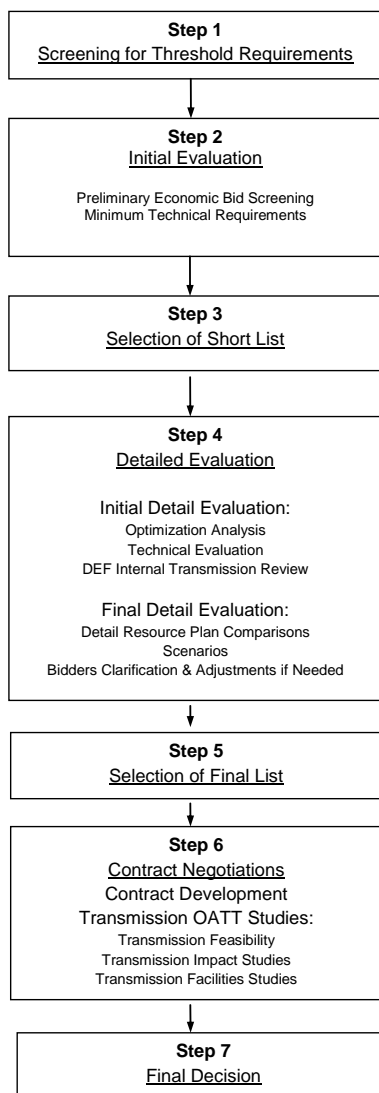 Step 1
Screening for Threshold Requirements
Step 2
Initial Evaluation
Preliminary Economic Bid Screening
Minimum Technical Requirements
Step 3
Selection of Short List
Step 4
Detailed Evaluation
Initial Detail Evaluation:
Optimization Analysis
Technical Evaluation
DEF Internal Transmission Review
Final Detail Evaluation:
Detail Resource Plan Comparisons
Scenarios
Bidders Clarification & Adjustments if Needed
Step 5
Selection of Final List
Step 6
Contract Negotiations
Contract Development
Transmission OATT Studies:
Transmission Feasibility
Transmission Impact Studies
Transmission Facilities Studies
Step 7
Final Decision